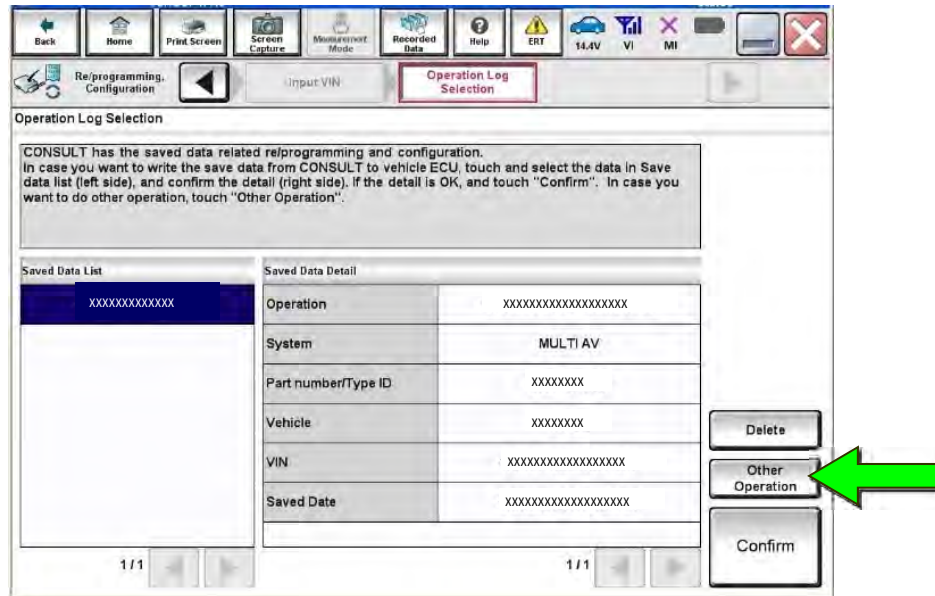 Back
Home
Print Screen
Screen Capture
Measurement Mode
Recorded Data
Help
ERT
14.4V
VI
MI
Re/programming, Configuration
Input VIN
Operation Log Selection
Operation Log Selection
CONSULT has the saved data related re/programming and configuration.
In case you want to write the save data from CONSULT to vehicle ECU, touch and select the data in Save
data list (left side), and confirm the detail (right side). If the detail is OK, and touch "Confirm". In case you
want to do other operation, touch "Other Operation".
Saved Data List
Saved Data Detail
XXXXXXXXXXXXX
Operation
XXXXXXXXXXXXXXXXXXX
System
MULTI AV
Part number/Type ID
XXXXXXXX
Vehicle
XXXXXXXX
VIN
XXXXXXXXXXXXXXXXXX
Saved Date
XXXXXXXXXXXXXXXXXXX
Delete
Other Operation
Confirm
1/1
1/1